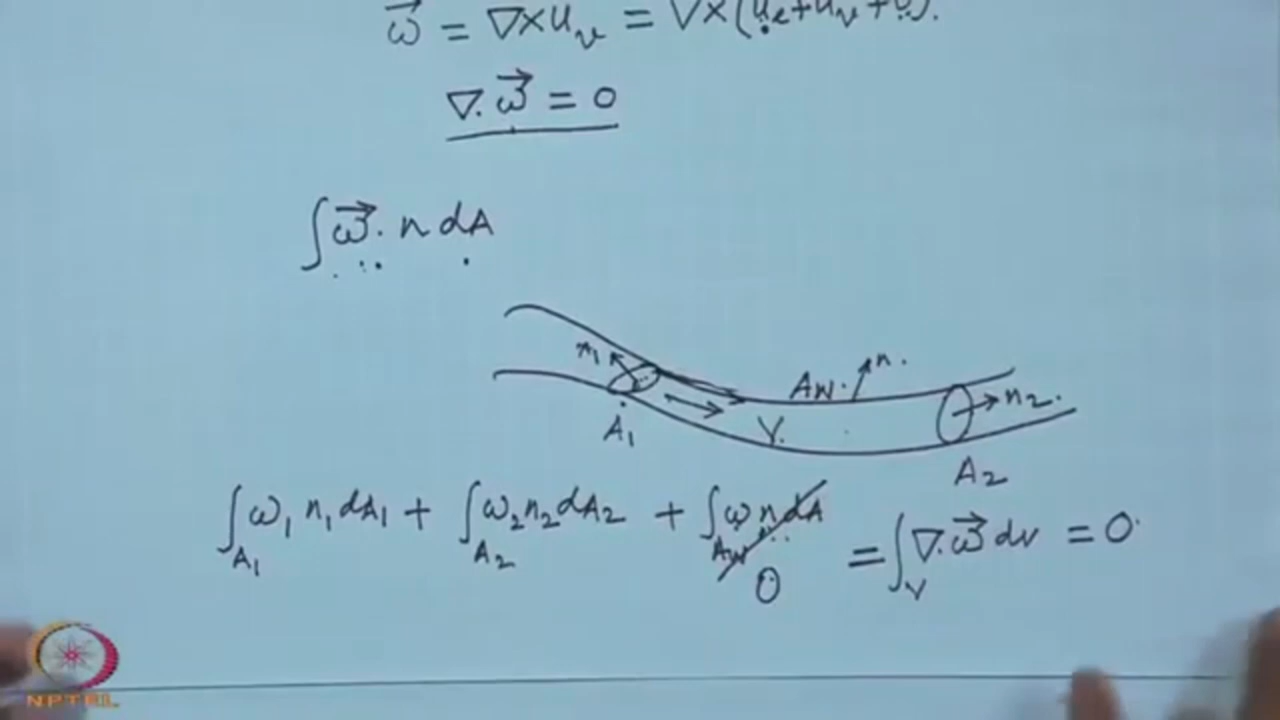 ω⃗ = ∇×u_v = ∇×(u_e+u_v+v).
∇.ω⃗ = 0
∫ω⃗. n dA
n₁
A_w. n.
n₂.
A₁
V.
A₂
∫_{A₁} ω₁ n₁ dA₁ + ∫_{A₂} ω₂ n₂ dA₂ + ∫_{A_w} ω n dA = ∫_V ∇.ω⃗ dv = 0
0
NPTEL